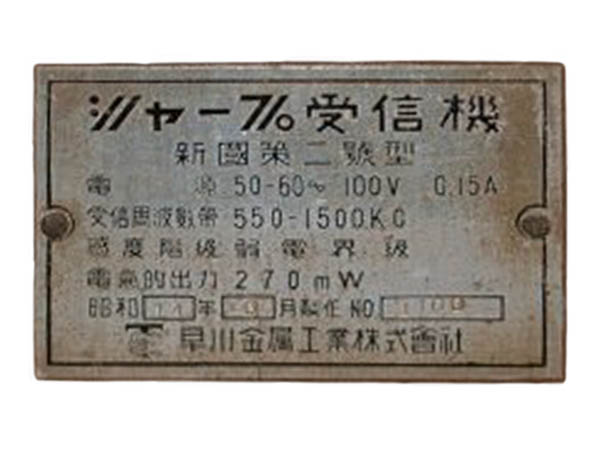 シャープ受信機
新國策二號型
電源 50-60～ 100V 0.15A
受信周波數帶 550-1500K.C
感度階級 弱電界級
電氣的出力 270mW
昭和 年 月製作 NO.
早川金属工業株式會社